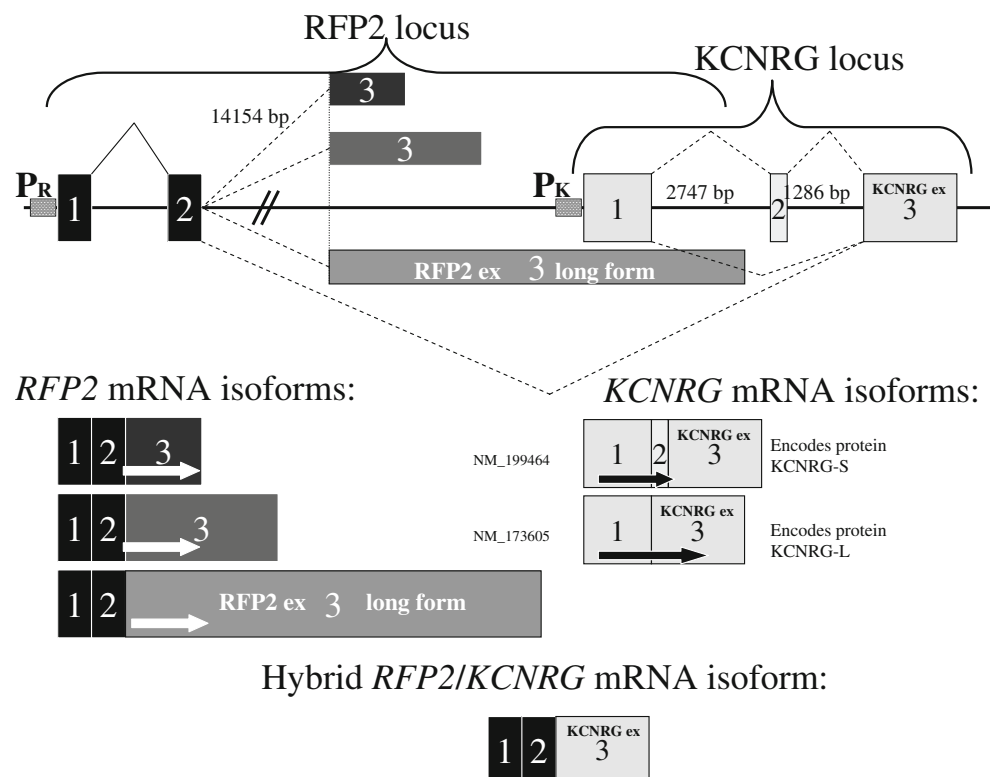 RFP2 locus
KCNRG locus
3
14154 bp
3
PR
1
2
PK
1
2747 bp
2
1286 bp
KCNRG ex
3
RFP2 ex 3 long form
RFP2 mRNA isoforms:
KCNRG mRNA isoforms:
1 2 3
NM_199464
1 2 KCNRG ex
3
Encodes protein
KCNRG-S
1 2 3
NM_173605
1 KCNRG ex
3
Encodes protein
KCNRG-L
1 2 RFP2 ex 3 long form
Hybrid RFP2/KCNRG mRNA isoform:
1 2 KCNRG ex
3